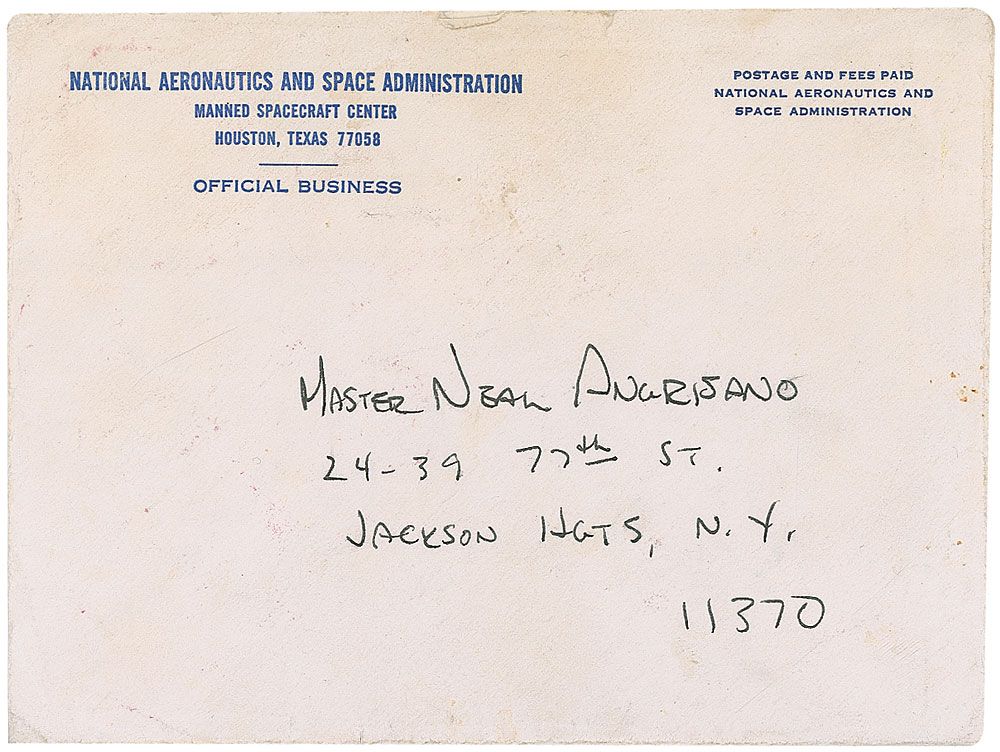 NATIONAL AERONAUTICS AND SPACE ADMINISTRATION
MANNED SPACECRAFT CENTER
HOUSTON, TEXAS 77058
OFFICIAL BUSINESS
POSTAGE AND FEES PAID
NATIONAL AERONAUTICS AND
SPACE ADMINISTRATION
MASTER NEAL ANGRISANO
24-39 77th ST.
JACKSON HGTS, N.Y.
11370